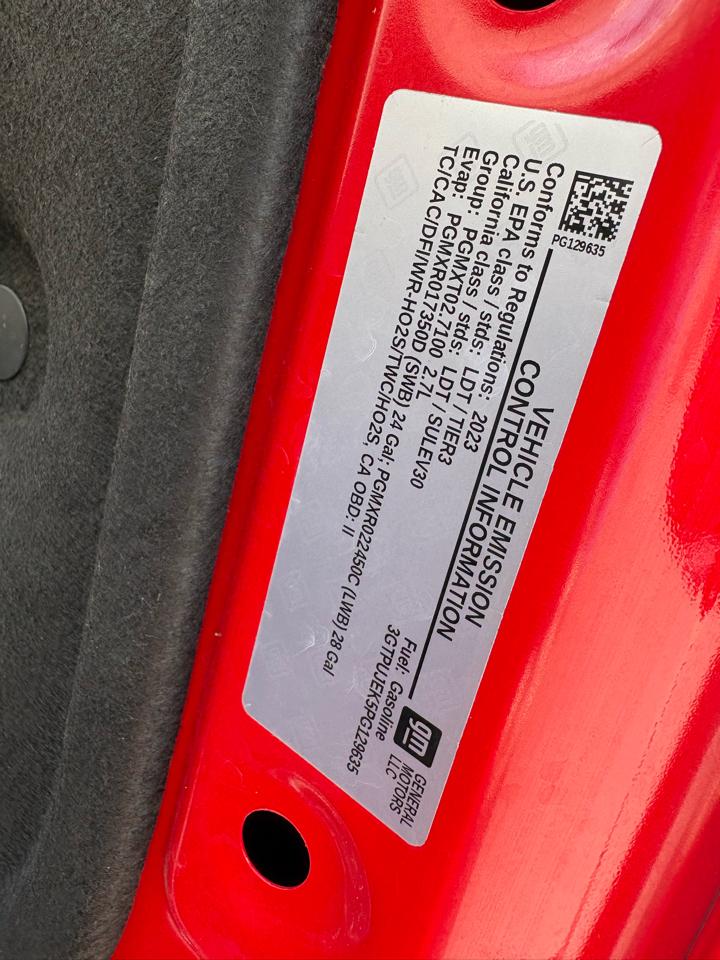 PG129635
VEHICLE EMISSION
CONTROL INFORMATION
gm
GENERAL
MOTORS
LLC
Conforms to Regulations: 2023
U.S. EPA class / stds: LDT / TIER3
California class / stds: LDT / SULEV30
Group: PGMXT02.7100 2.7L
Evap: PGMXR017350D (SWB) 24 Gal; PGMXR022450C (LWB) 28 Gal
TC/CAC/DFI/WR-HO2S/TWC/HO2S, CA OBD: II
Fuel: Gasoline
3GTPUJEK5PG129635